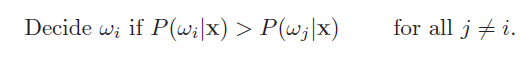 Decide ωᵢ if P(ωᵢ|x) > P(ωⱼ|x) for all j ≠ i.